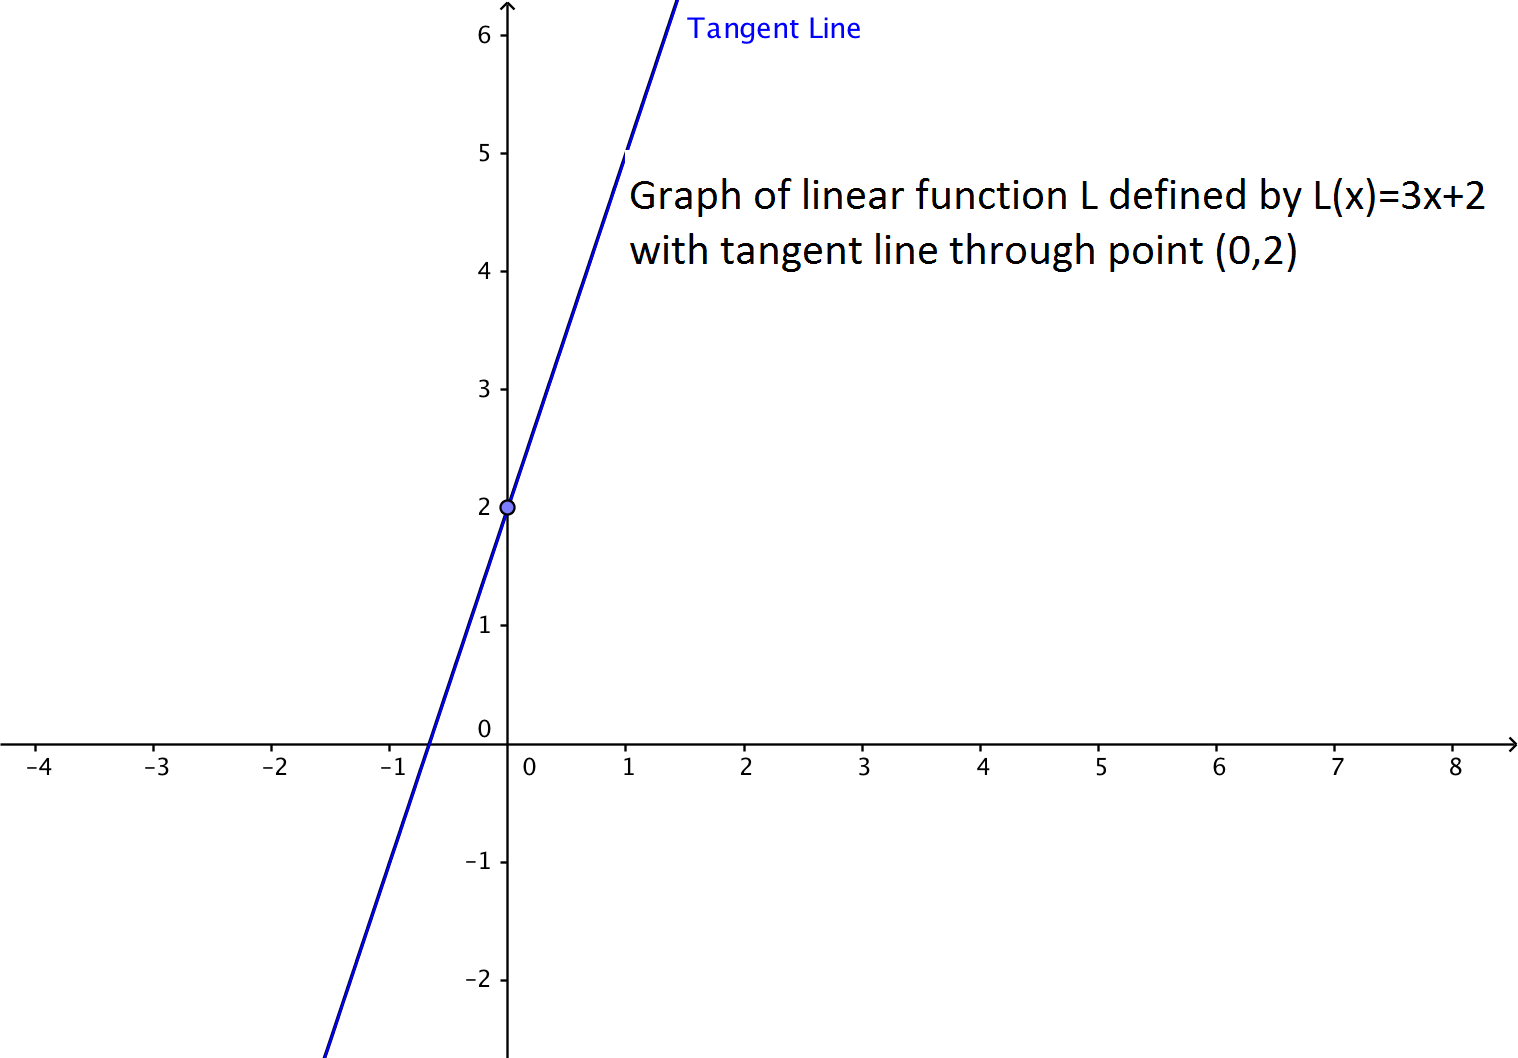 6
Tangent Line
5
Graph of linear function L defined by L(x)=3x+2
with tangent line through point (0,2)
4
3
2
1
0
-4 -3 -2 -1 0 1 2 3 4 5 6 7 8
-1
-2